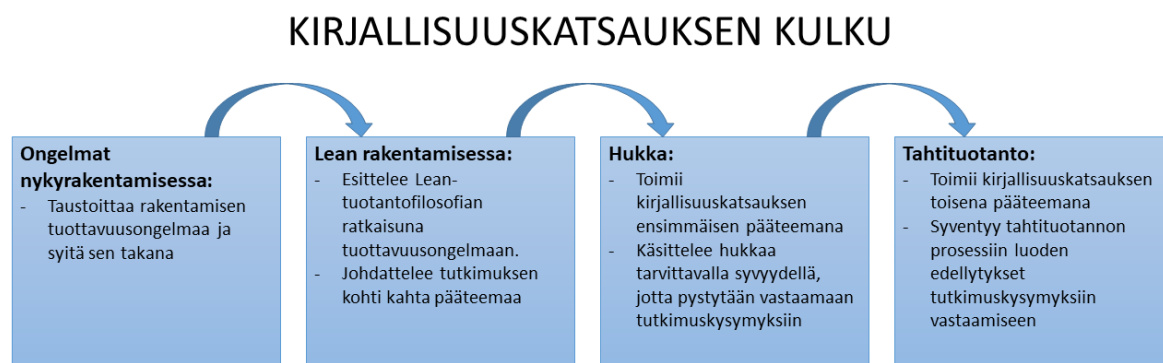 KIRJALLISUUSKATSAUKSEN KULKU
Ongelmat
nykyrakentamisessa:
- Taustoittaa rakentamisen
tuottavuusongelmaa ja
syitä sen takana
Lean rakentamisessa:
- Esittelee Lean-
tuotantofilosofian
ratkaisuna
tuottavuusongelmaan.
- Johdattelee tutkimuksen
kohti kahta pääteemaa
Hukka:
- Toimii
kirjallisuuskatsauksen
ensimmäisen pääteemana
- Käsittelee hukkaa
tarvittavalla syvyydellä,
jotta pystytään vastaamaan
tutkimuskysymyksiin
Tahtituotanto:
- Toimii kirjallisuuskatsauksen
toisena pääteemana
- Syventyy tahtituotannon
prosessiin luoden
edellytykset
tutkimuskysymyksiin
vastaamiseen